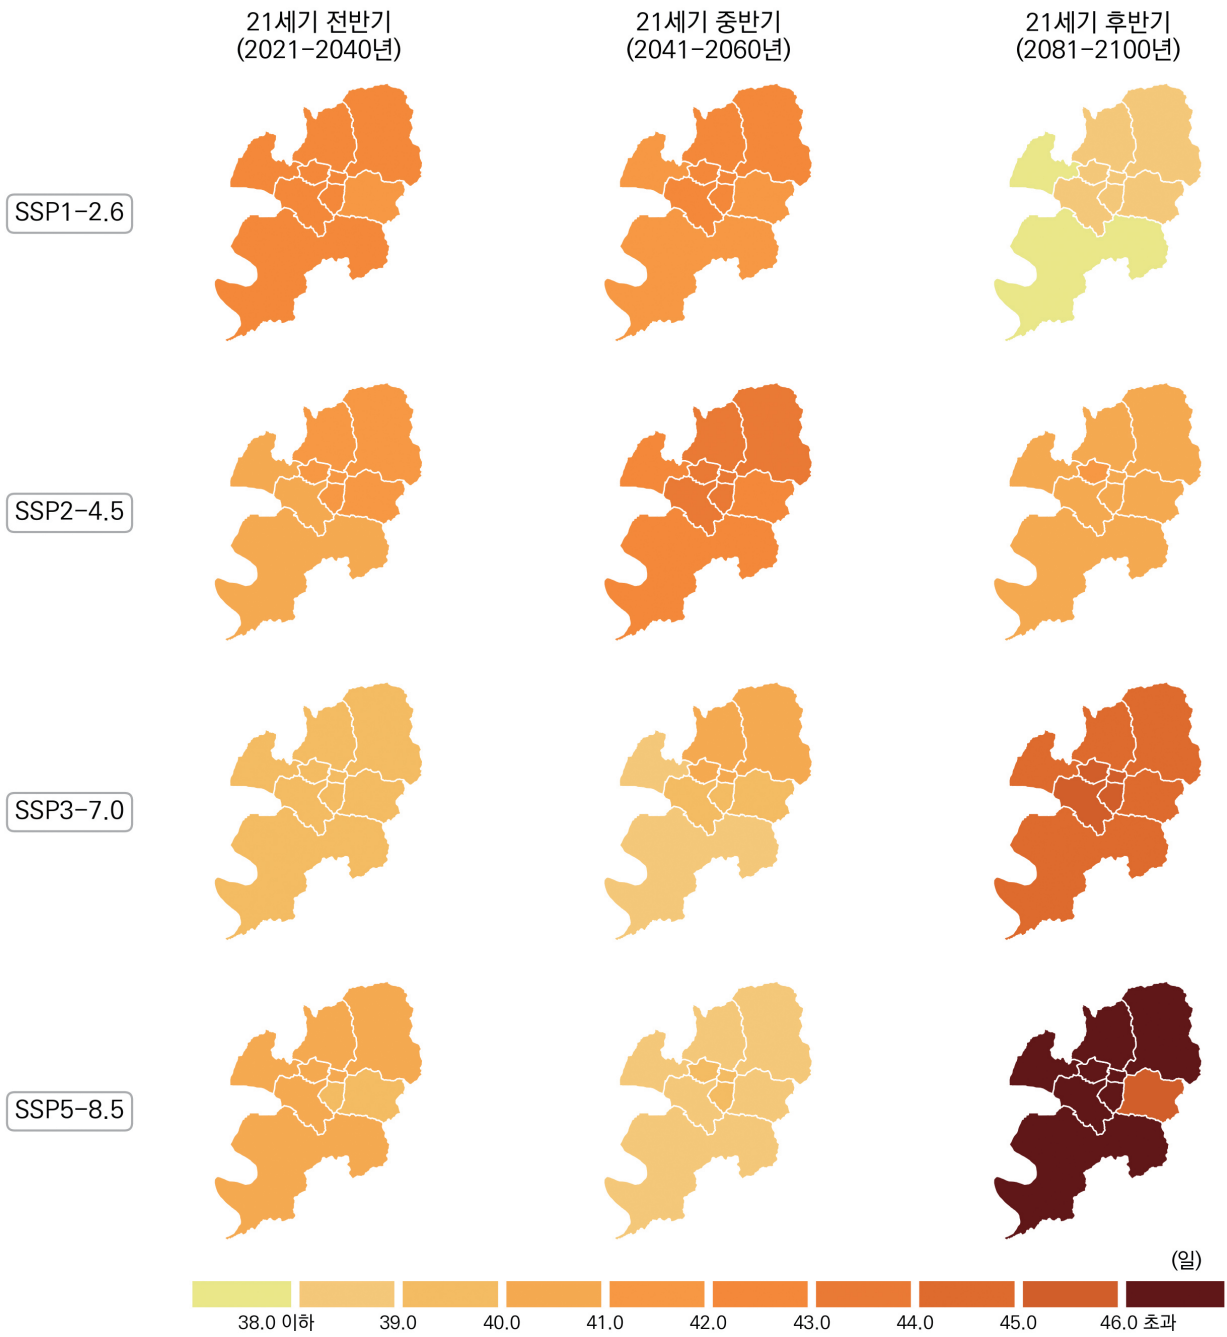 21세기 전반기
(2021-2040년)
21세기 중반기
(2041-2060년)
21세기 후반기
(2081-2100년)
SSP1-2.6
SSP2-4.5
SSP3-7.0
SSP5-8.5
(일)
38.0 이하 39.0 40.0 41.0 42.0 43.0 44.0 45.0 46.0 초과